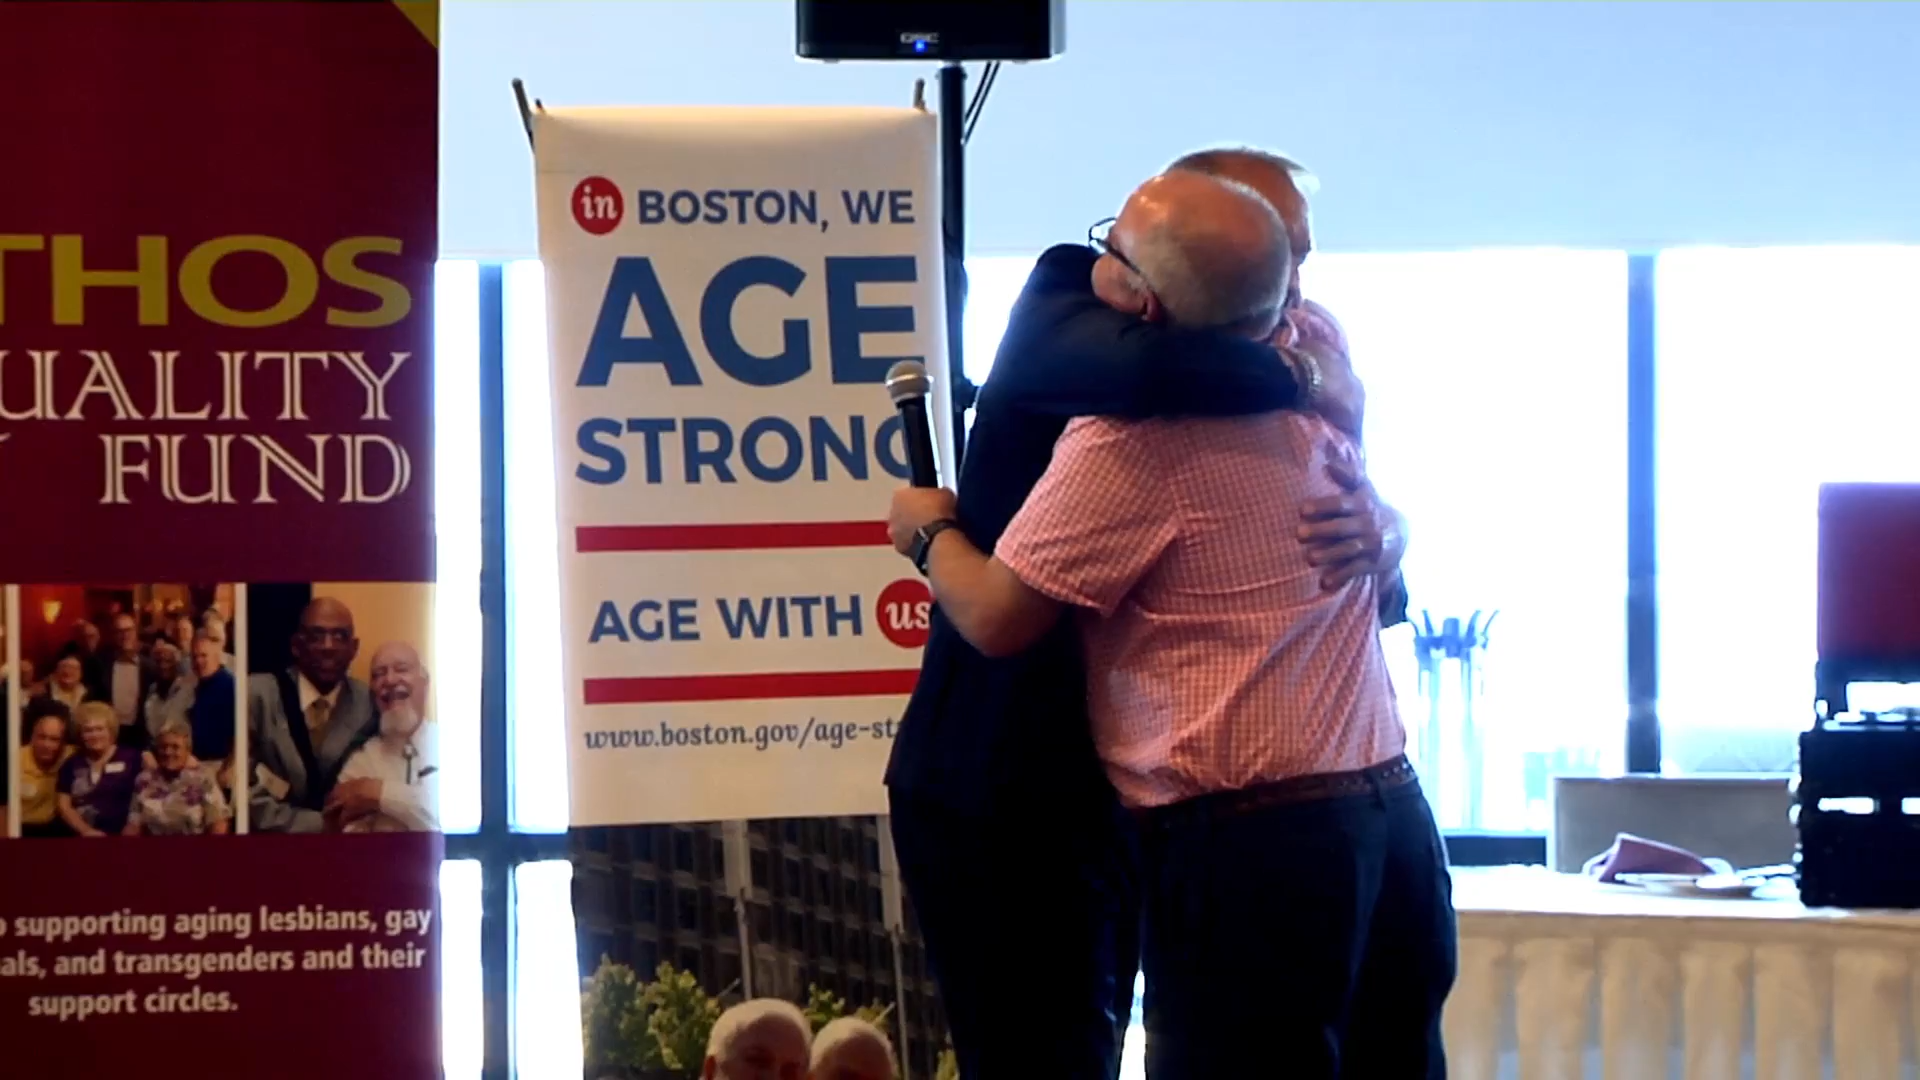 THOS
UALITY
FUND
supporting aging lesbians, gay
als, and transgenders and their
support circles.
QSC
in BOSTON, WE
AGE
STRONG
AGE WITH us
www.boston.gov/age-st